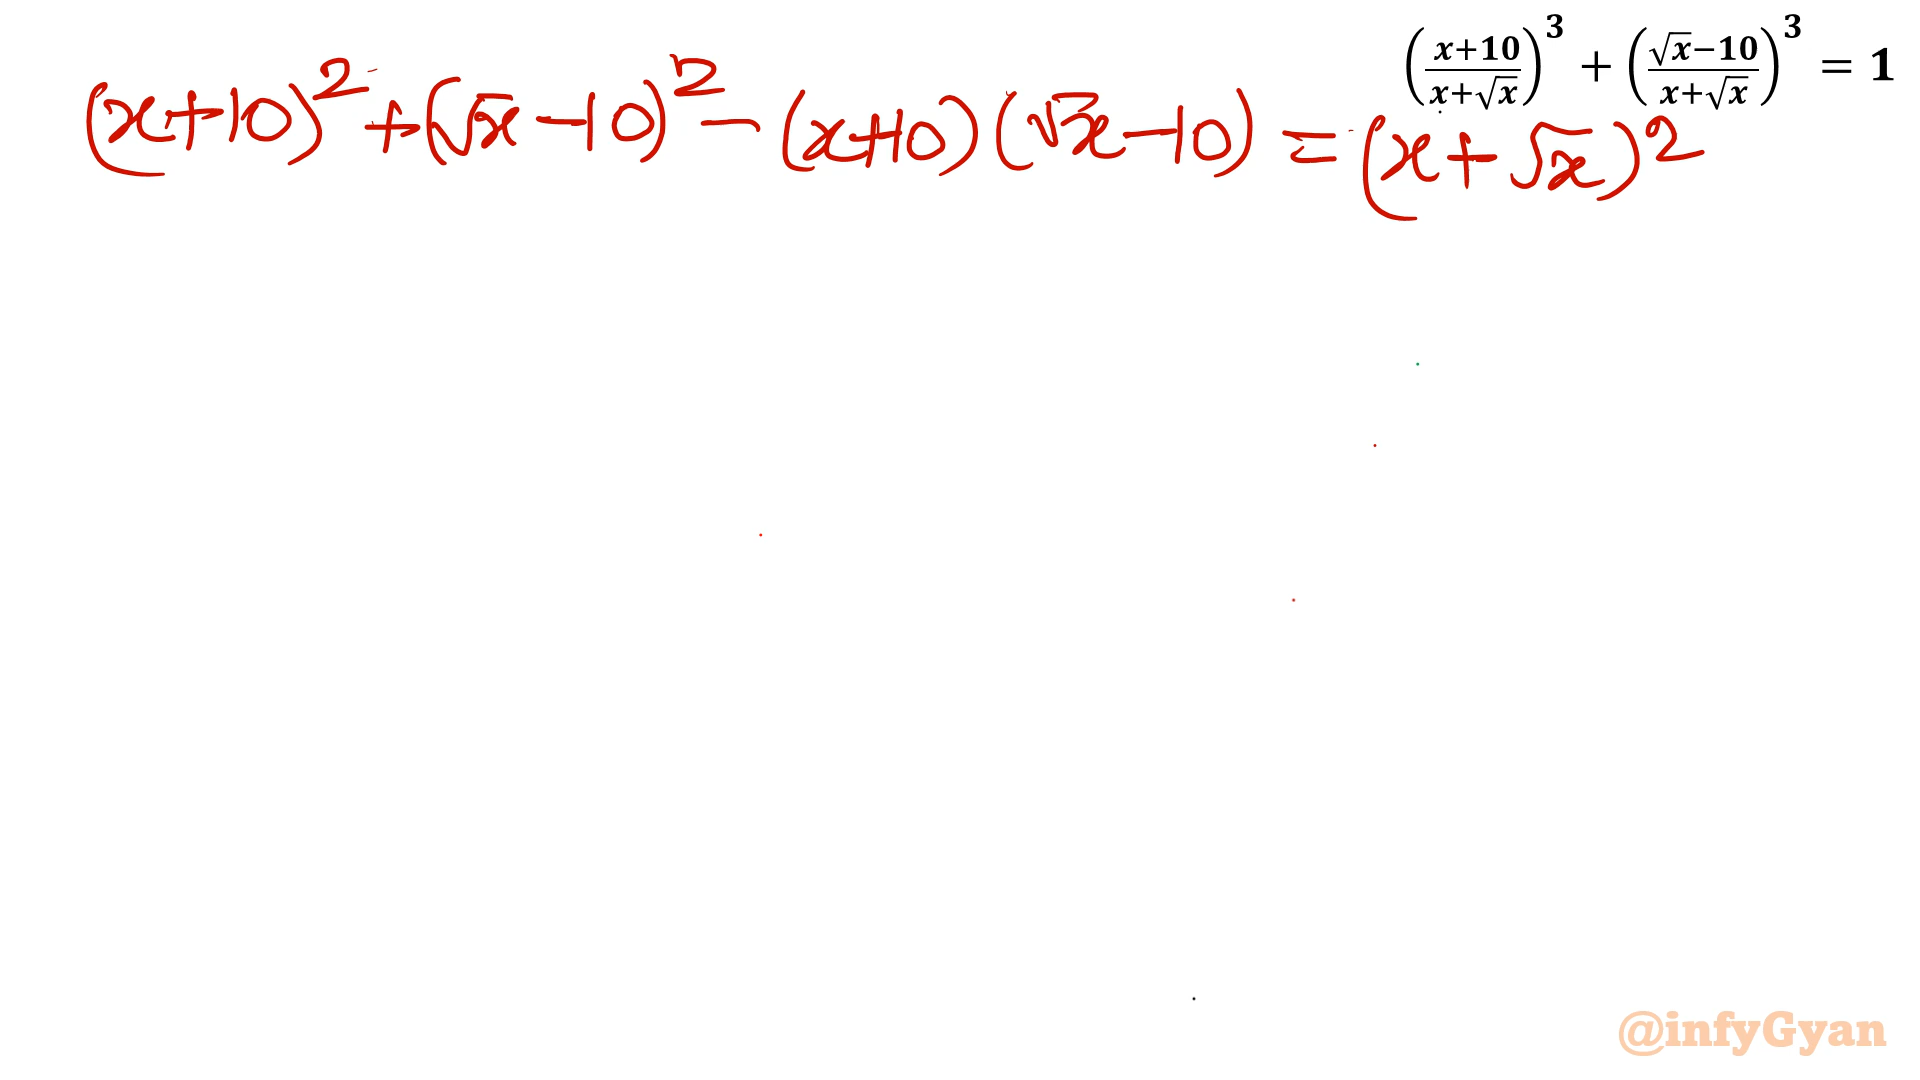 (x+10/x+√x)³ + (√x−10/x+√x)³ = 1
(x+10)² + (√x −10)² − (x+10)(√x−10) = (x+√x)²
@infyGyan